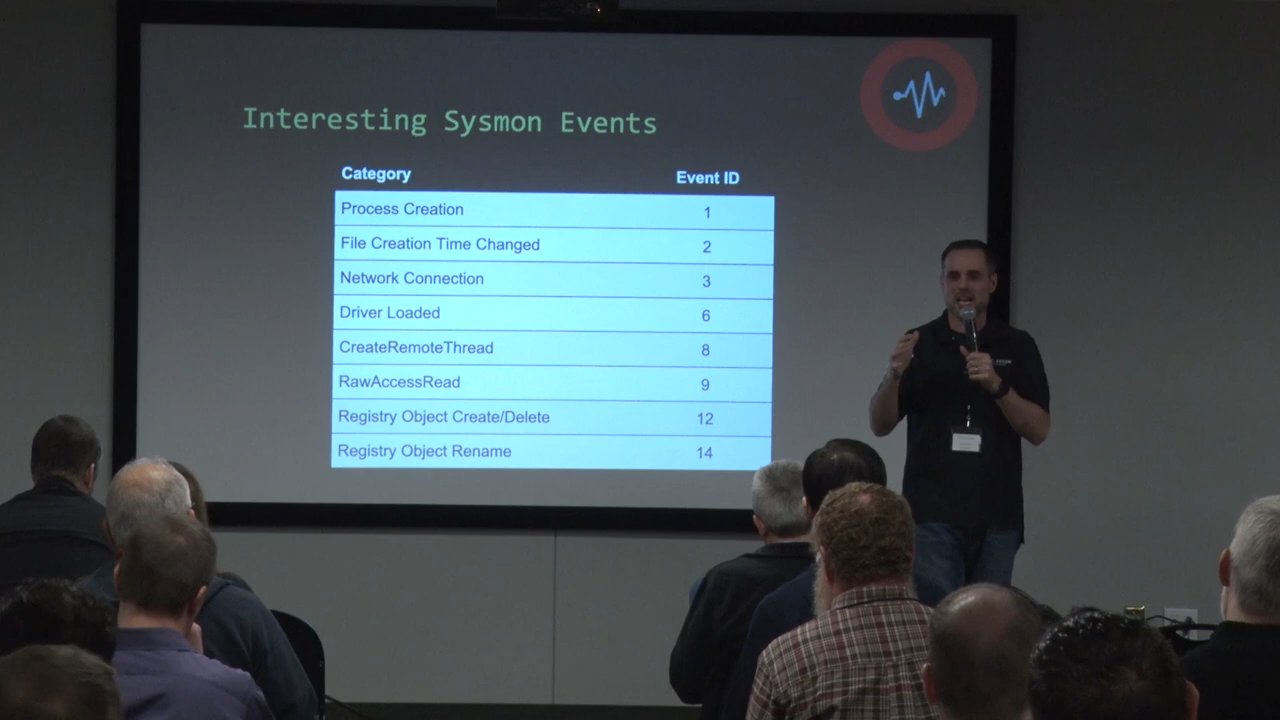 Interesting Sysmon Events
Category Event ID
Process Creation 1
File Creation Time Changed 2
Network Connection 3
Driver Loaded 6
CreateRemoteThread 8
RawAccessRead 9
Registry Object Create/Delete 12
Registry Object Rename 14